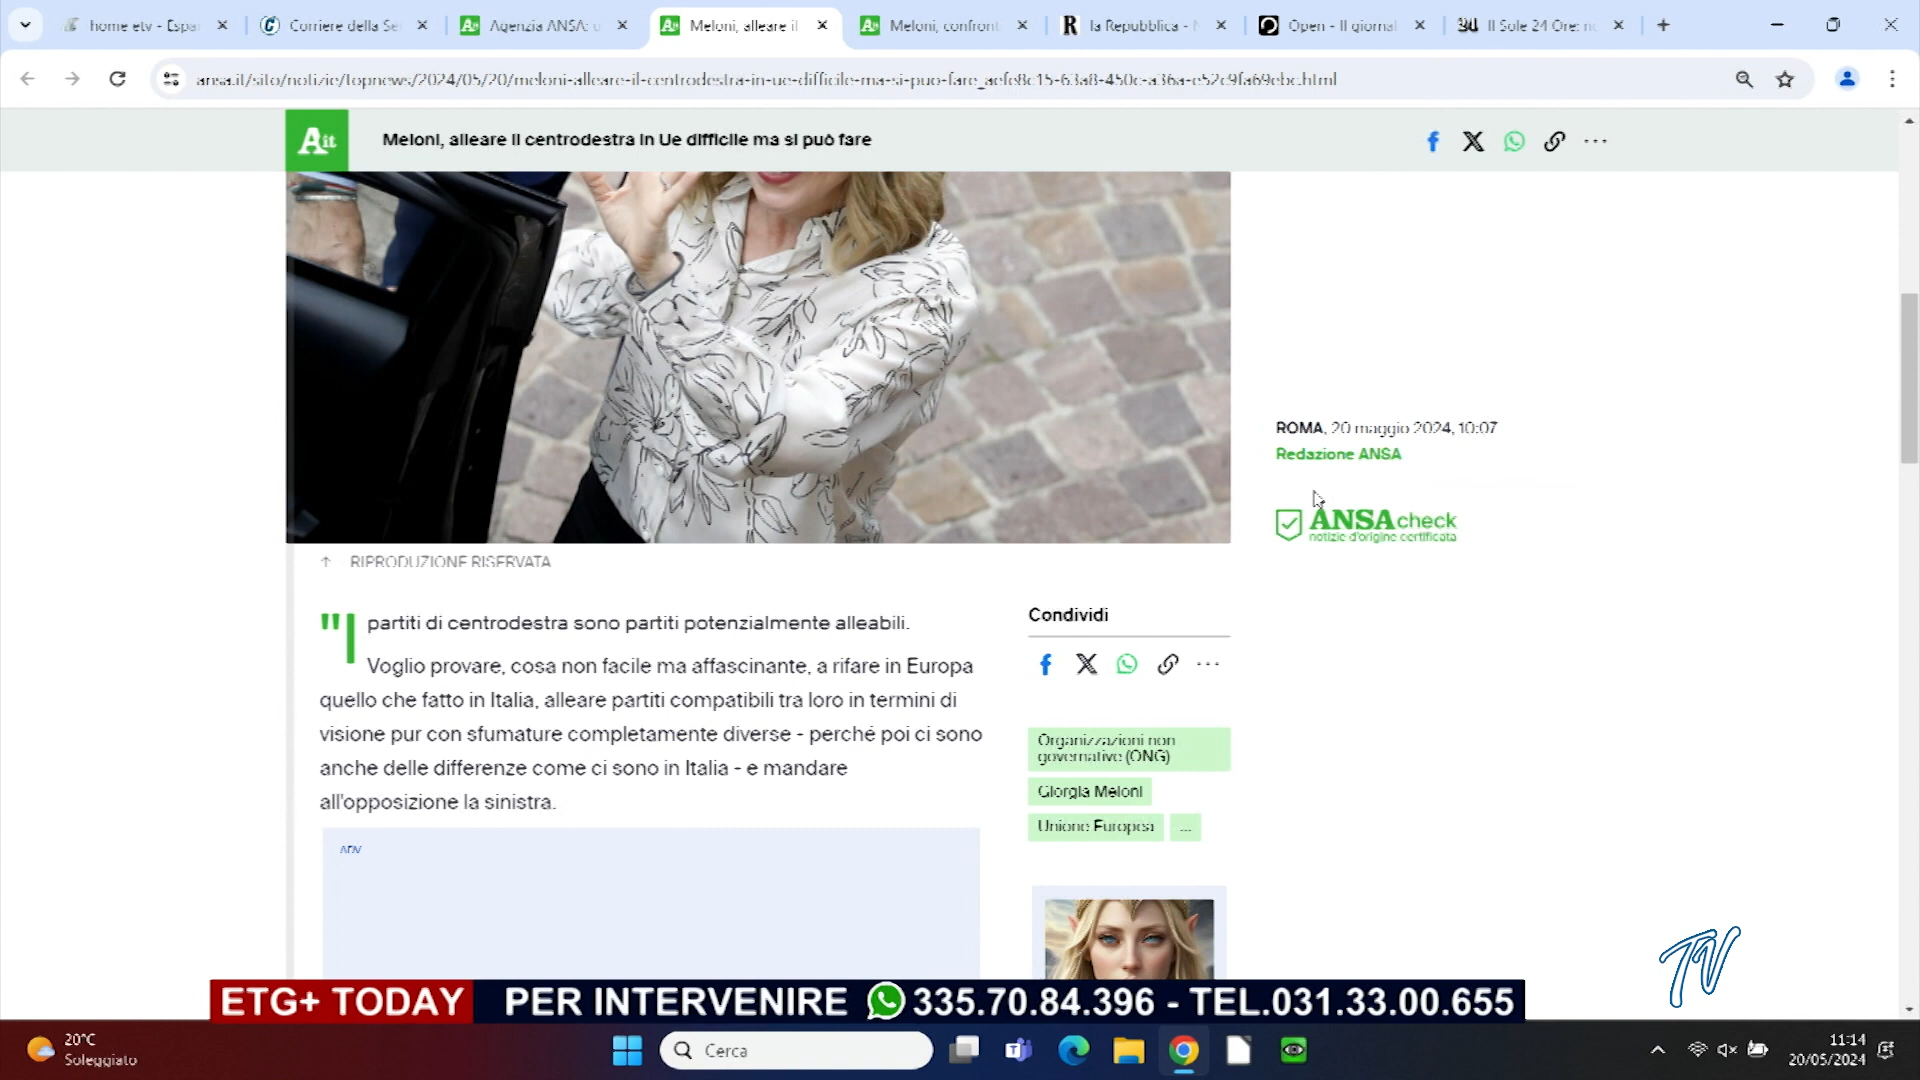 home etv - Espa
Corriere della Se
Agenzia ANSA: u
Meloni, alleare il
Meloni, confront
la Repubblica - N
Open - Il giornal
Il Sole 24 Ore: no
ansa.it/sito/notizie/topnews/2024/05/20/meloni-alleare-il-centrodestra-in-ue-difficile-ma-si-puo-fare_aefe8c15-63a8-450c-a36a-e52c9fa69ebc.html
Ait
Meloni, alleare il centrodestra in Ue difficile ma si può fare
ROMA, 20 maggio 2024, 10:07
Redazione ANSA
ANSA check
notizie d'origine certificata
↑ RIPRODUZIONE RISERVATA
"I partiti di centrodestra sono partiti potenzialmente alleabili.
Voglio provare, cosa non facile ma affascinante, a rifare in Europa
quello che fatto in Italia, alleare partiti compatibili tra loro in termini di
visione pur con sfumature completamente diverse - perché poi ci sono
anche delle differenze come ci sono in Italia - e mandare
all'opposizione la sinistra.
Condividi
Organizzazioni non
governative (ONG)
Giorgia Meloni
Unione Europea ...
ADV
TV
ETG+ TODAY PER INTERVENIRE 335.70.84.396 - TEL.031.33.00.655
20°C
Soleggiato
Cerca
11:14
20/05/2024